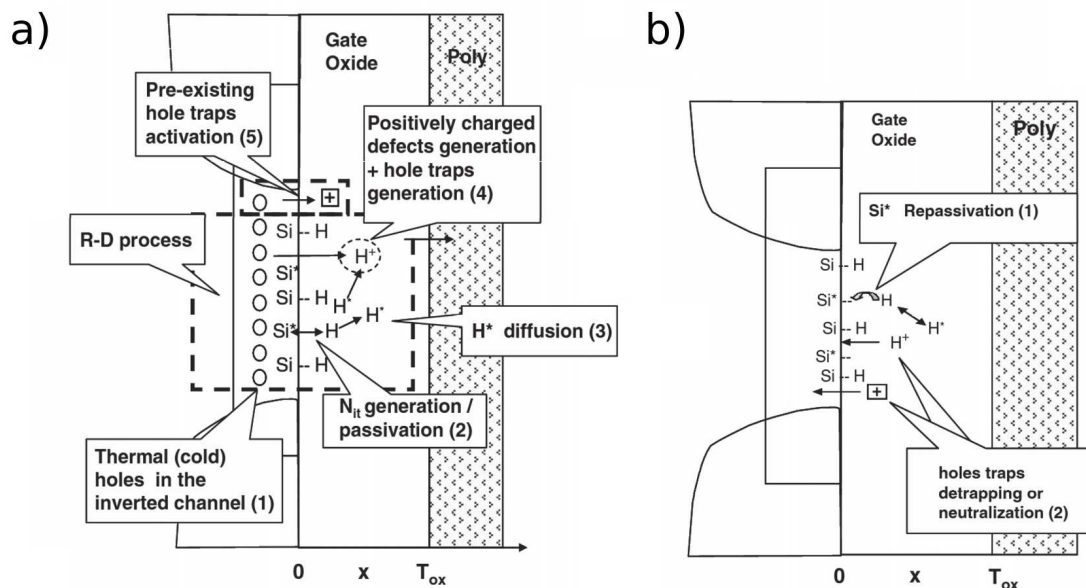 a)
Gate
Oxide
Poly
Pre-existing
hole traps
activation (5)
Positively charged
defects generation
+ hole traps
generation (4)
+
R-D process
Si -- H
H⁺
Si*
Si -- H
H*
Si* H
H*
Si -- H
H* diffusion (3)
Nit generation /
passivation (2)
Thermal (cold)
holes in the
inverted channel (1)
0 x Tox
b)
Gate
Oxide
Poly
Si* Repassivation (1)
Si -- H
Si* -- H
H*
Si -- H
H⁺
Si* --
Si -- H
+
holes traps
detrapping or
neutralization (2)
0 x Tox